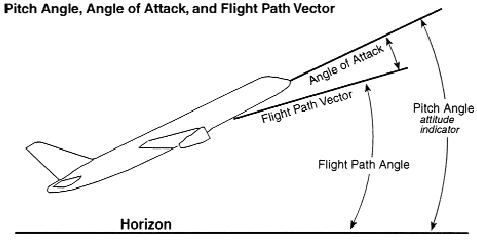 Pitch Angle, Angle of Attack, and Flight Path Vector
Angle of Attack
Flight Path Vector
Pitch Angle
attitude
indicator
Flight Path Angle
Horizon